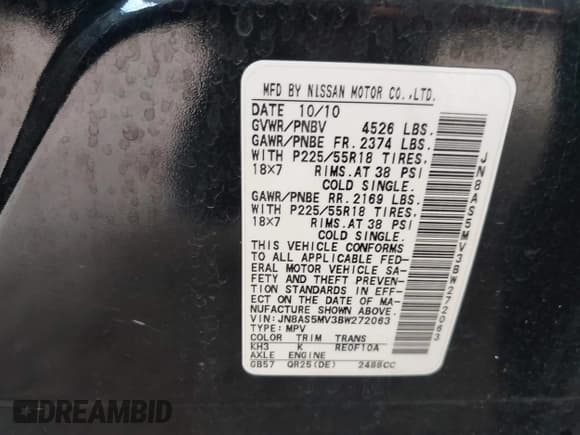 MFD BY NISSAN MOTOR CO.,LTD.
DATE 10/10
GVWR/PNBV 4526 LBS.
GAWR/PNBE FR. 2374 LBS.
WITH P225/55R18 TIRES,
18X7 RIMS.AT 38 PSI
COLD SINGLE.
GAWR/PNBE RR. 2169 LBS.
WITH P225/55R18 TIRES,
18X7 RIMS.AT 38 PSI
COLD SINGLE.
THIS VEHICLE CONFORMS
TO ALL APPLICABLE FED-
ERAL MOTOR VEHICLE SA-
FETY AND THEFT PREVEN-
TION STANDARDS IN EFF-
ECT ON THE DATE OF MA-
NUFACTURE SHOWN ABOVE.
VIN:JN8AS5MV3BW272063
TYPE: MPV
COLOR TRIM TRANS
KH3 K RE0F10A
AXLE ENGINE
GB57 QR25(DE) 2488CC
JN8AS5MV3BW272063
DREAMBID